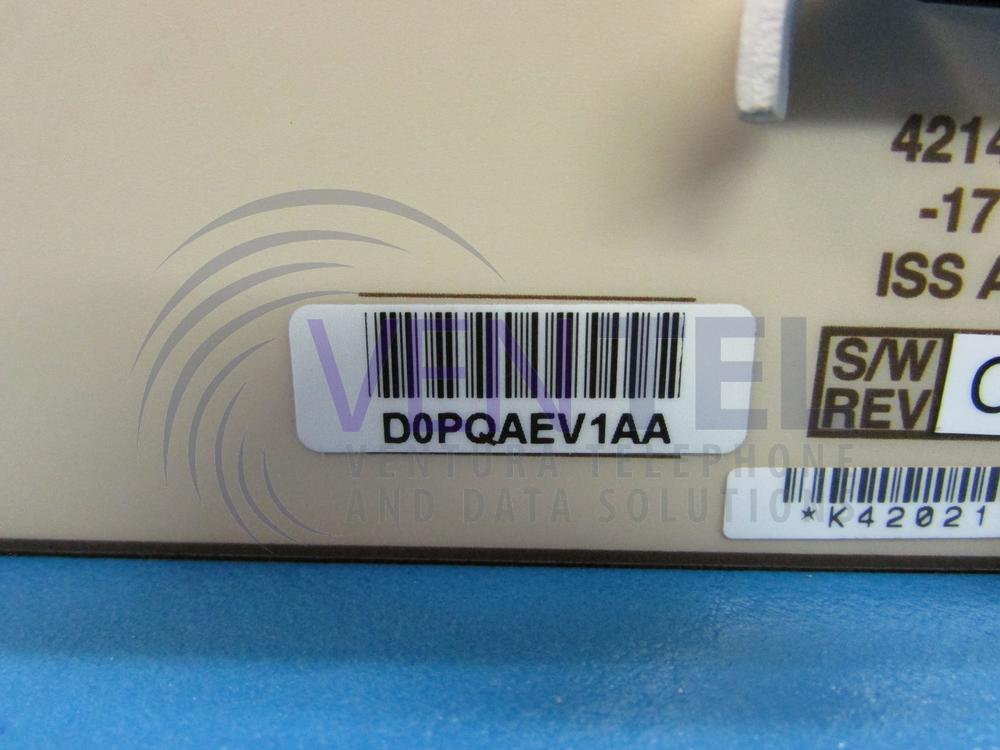 4214
-17
ISS A
S/W
REV
D0PQAEV1AA
*K42021
VENTEL
VENTURA TELEPHONE
AND DATA SOLUTIONS